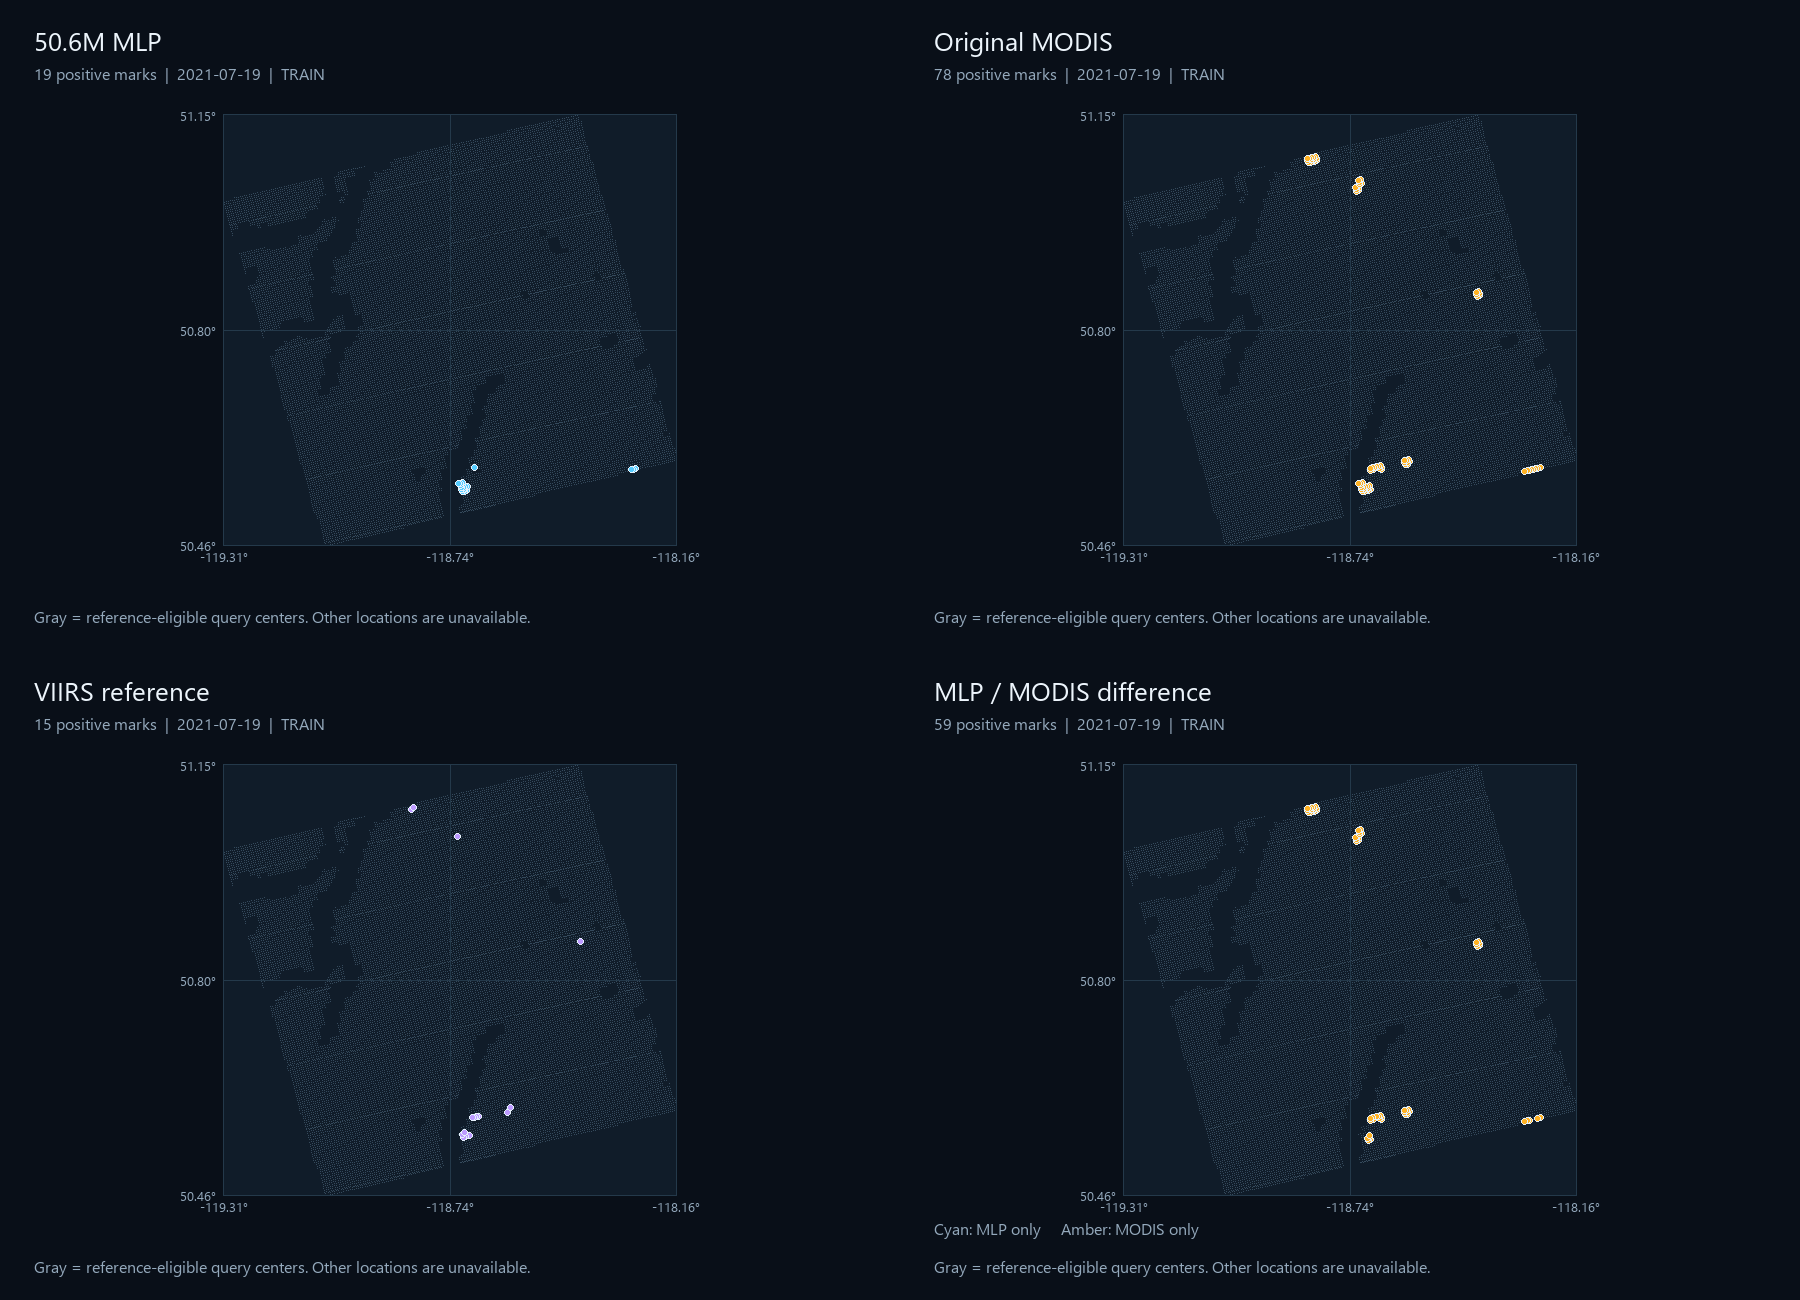 50.6M MLP
19 positive marks | 2021-07-19 | TRAIN
51.15°
50.80°
50.46°
-119.31°
-118.74°
-118.16°
Gray = reference-eligible query centers. Other locations are unavailable.
Original MODIS
78 positive marks | 2021-07-19 | TRAIN
51.15°
50.80°
50.46°
-119.31°
-118.74°
-118.16°
Gray = reference-eligible query centers. Other locations are unavailable.
VIIRS reference
15 positive marks | 2021-07-19 | TRAIN
51.15°
50.80°
50.46°
-119.31°
-118.74°
-118.16°
Gray = reference-eligible query centers. Other locations are unavailable.
MLP / MODIS difference
59 positive marks | 2021-07-19 | TRAIN
51.15°
50.80°
50.46°
-119.31°
-118.74°
-118.16°
Cyan: MLP only Amber: MODIS only
Gray = reference-eligible query centers. Other locations are unavailable.